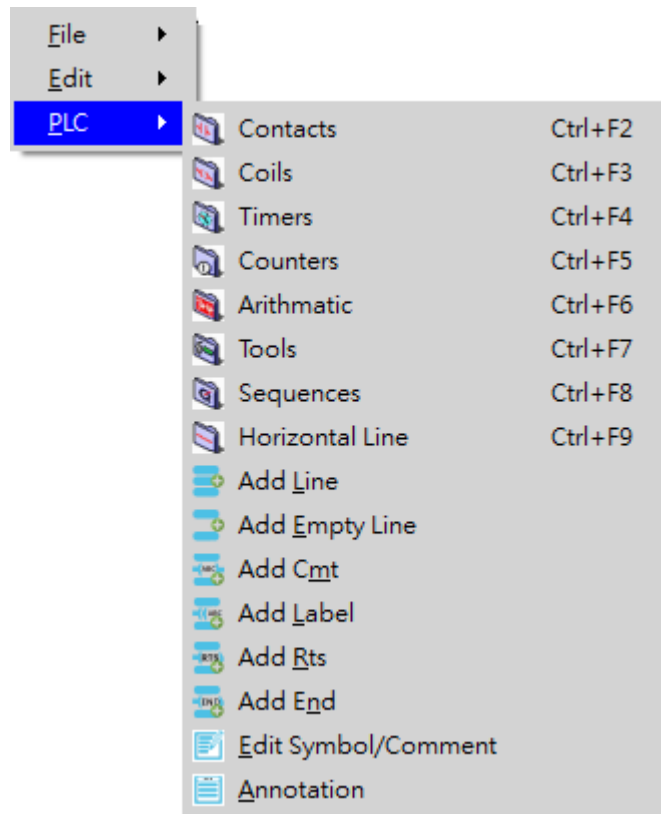 File
Edit
PLC
Contacts Ctrl+F2
Coils Ctrl+F3
Timers Ctrl+F4
Counters Ctrl+F5
Arithmatic Ctrl+F6
Tools Ctrl+F7
Sequences Ctrl+F8
Horizontal Line Ctrl+F9
Add Line
Add Empty Line
Add Cmt
Add Label
Add Rts
Add End
Edit Symbol/Comment
Annotation